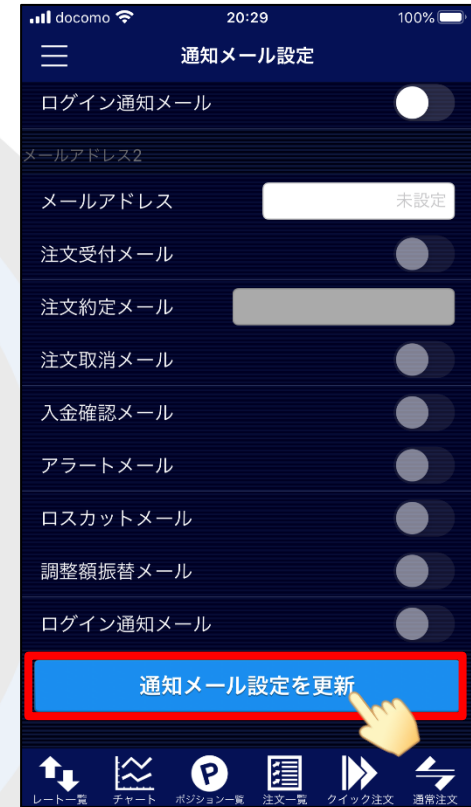 docomo 20:29 100%
通知メール設定
ログイン通知メール
メールアドレス2
メールアドレス 未設定
注文受付メール
注文約定メール
注文取消メール
入金確認メール
アラートメール
ロスカットメール
調整額振替メール
ログイン通知メール
通知メール設定を更新
P
レート一覧 チャート ポジション一覧 注文一覧 クイック注文 通常注文